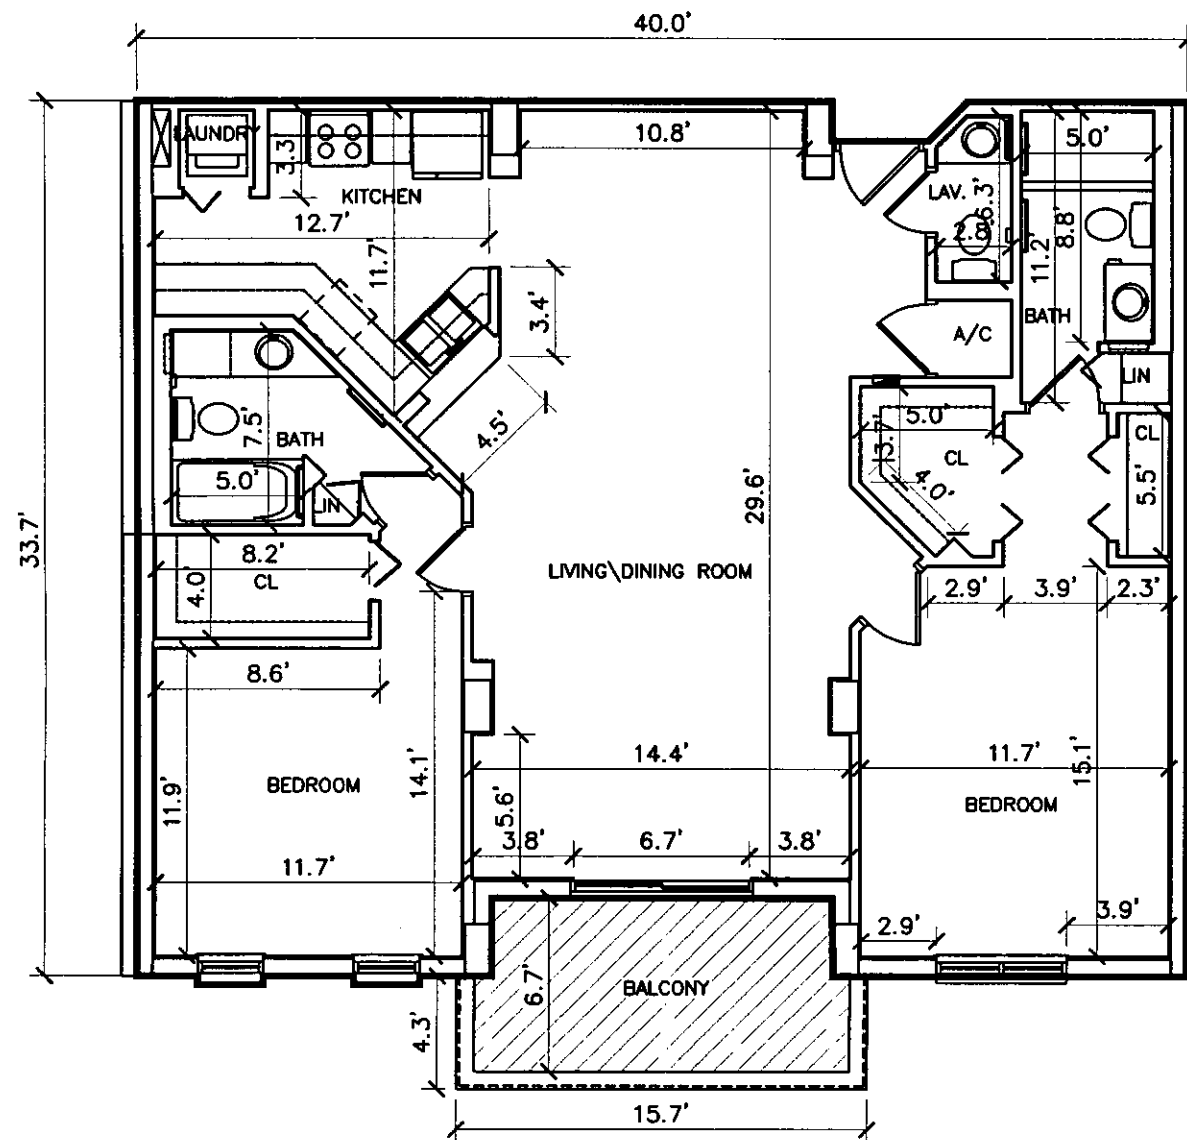 40.0'
LAUNDRY
10.8'
5.0'
3.3'
KITCHEN
LAV.
6.3'
12.7'
2.8'
11.2'
8.8'
11.7'
3.4'
A/C
BATH
LIN
4.5'
7.5'
BATH
5.0'
CL
3.7'
CL
5.0'
LIN
4.0'
5.5'
29.6'
33.7'
8.2'
CL
4.0'
LIVING\DINING ROOM
2.9'
3.9'
2.3'
8.6'
14.1'
14.4'
11.7'
15.1'
BEDROOM
11.9'
5.6'
BEDROOM
3.8'
6.7'
3.8'
11.7'
3.9'
2.9'
6.7'
BALCONY
4.3'
15.7'